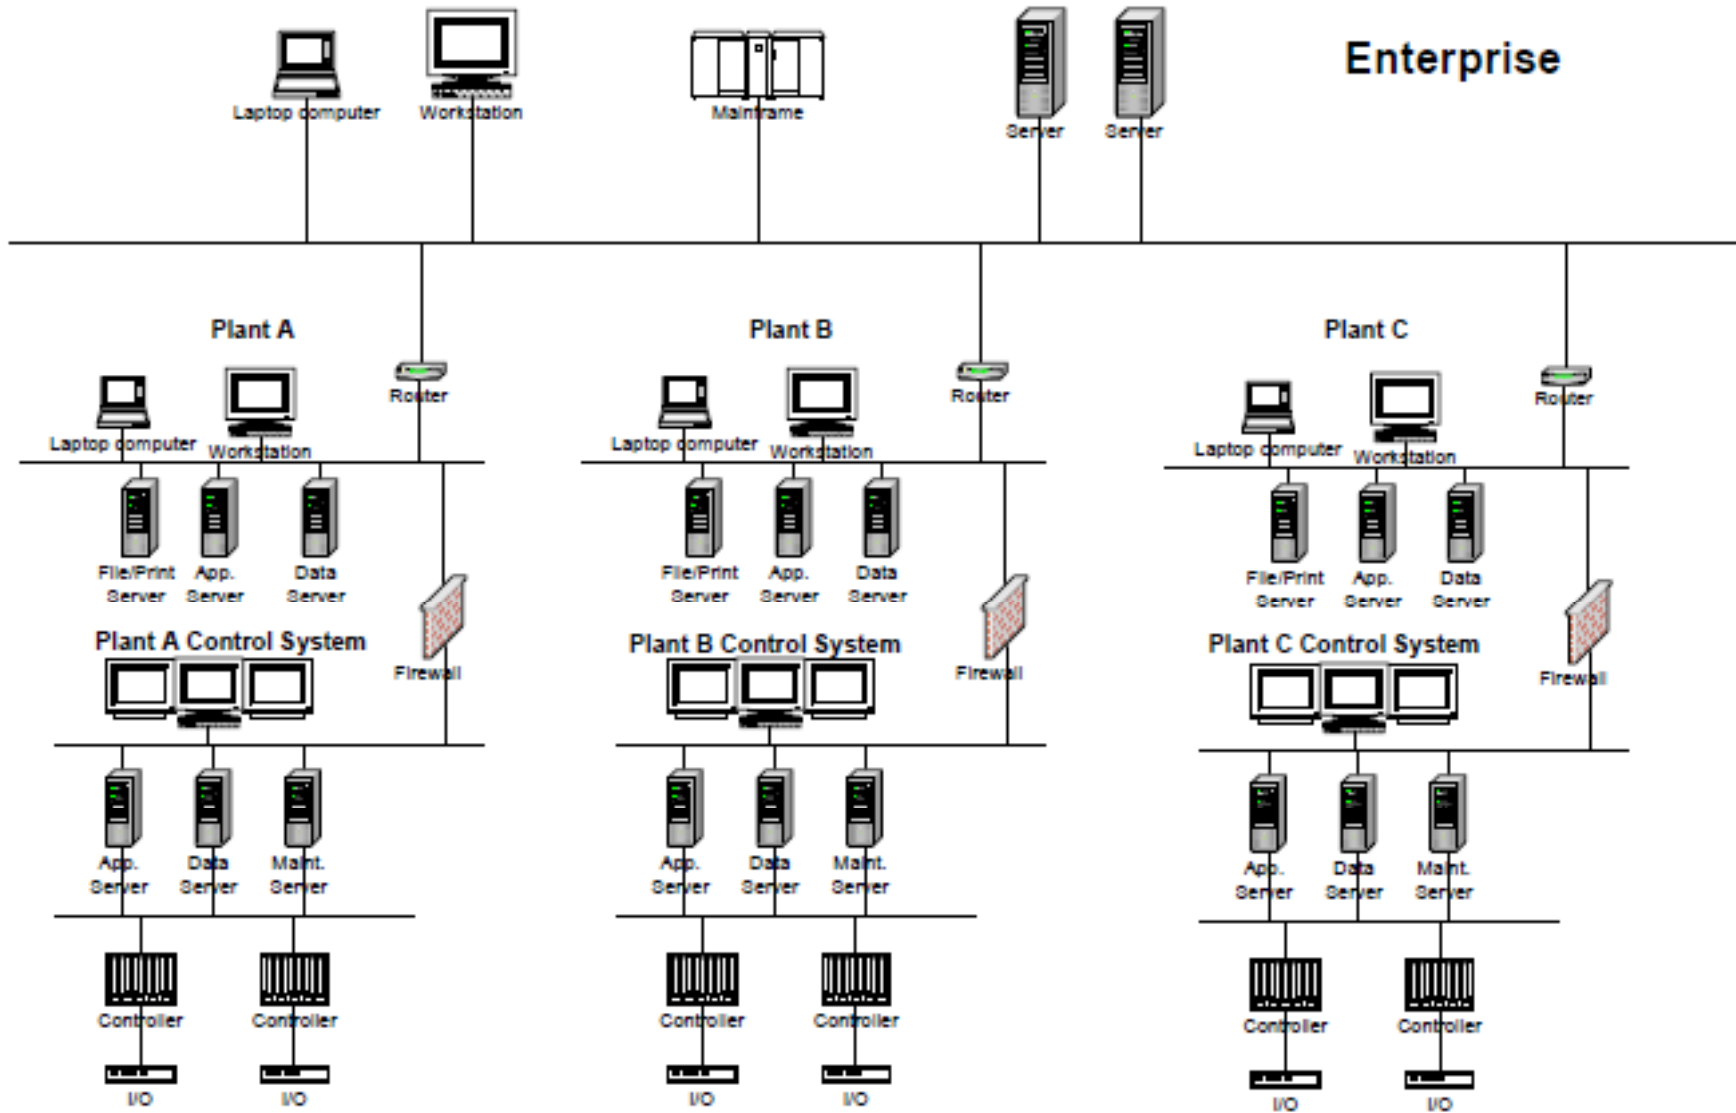 Enterprise
Laptop computer
Workstation
Mainframe
Server
Server
Plant A
Plant B
Plant C
Router
Router
Router
Laptop computer
Workstation
Laptop computer
Workstation
Laptop computer
Workstation
File/Print
Server
App.
Server
Data
Server
File/Print
Server
App.
Server
Data
Server
File/Print
Server
App.
Server
Data
Server
Plant A Control System
Firewall
Plant B Control System
Firewall
Plant C Control System
Firewall
App.
Server
Data
Server
Maint.
Server
App.
Server
Data
Server
Maint.
Server
App.
Server
Data
Server
Maint.
Server
Controller
Controller
Controller
Controller
Controller
Controller
I/O
I/O
I/O
I/O
I/O
I/O